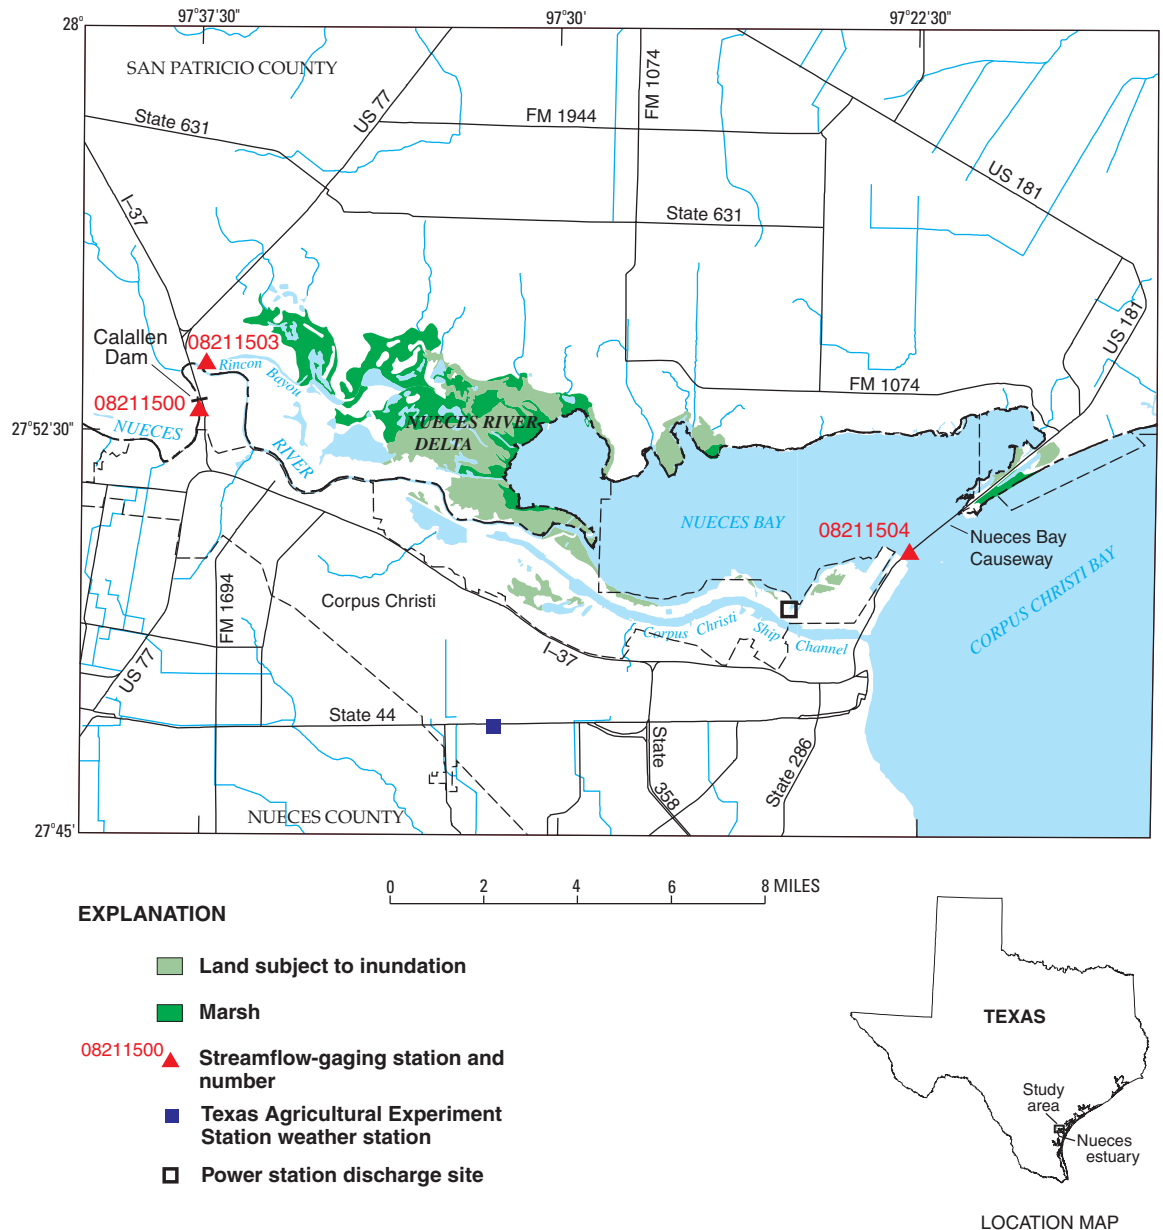 97°37'30"
97°30'
97°22'30"
28°
SAN PATRICIO COUNTY
US 77
FM 1074
State 631
FM 1944
US 181
I–37
State 631
US 181
Calallen
Dam
08211503
Rincon Bayou
FM 1074
08211500
27°52'30"
NUECES
RIVER
NUECES RIVER
DELTA
NUECES BAY
08211504
Nueces Bay
Causeway
CORPUS CHRISTI BAY
FM 1694
Corpus Christi
Corpus Christi Ship Channel
I–37
US 77
State 44
State 358
State 286
NUECES COUNTY
27°45'
0 2 4 6 8 MILES
EXPLANATION
Land subject to inundation
Marsh
08211500
Streamflow-gaging station and
number
Texas Agricultural Experiment
Station weather station
Power station discharge site
TEXAS
Study
area
Nueces
estuary
LOCATION MAP